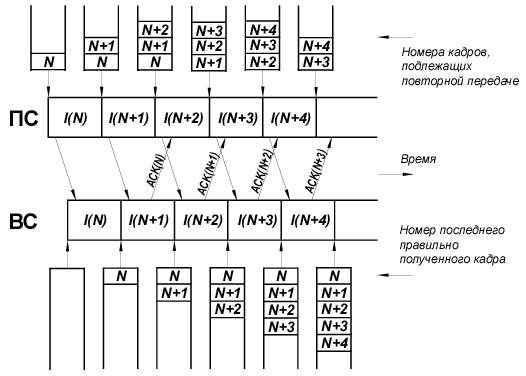 N+2 N+3 N+4
N+1 N+1 N+2 N+3 N+4
N N N N+1 N+2 N+3
Номера кадров,
подлежащих
повторной передаче
ПС I(N) I(N+1) I(N+2) I(N+3) I(N+4)
ACK(N) ACK(N+1) ACK(N+2) ACK(N+3)
Время
ВС I(N) I(N+1) I(N+2) I(N+3) I(N+4)
Номер последнего
правильно
полученного кадра
N N N N N
N+1 N+1 N+1 N+1
N+2 N+2 N+2
N+3 N+3
N+4